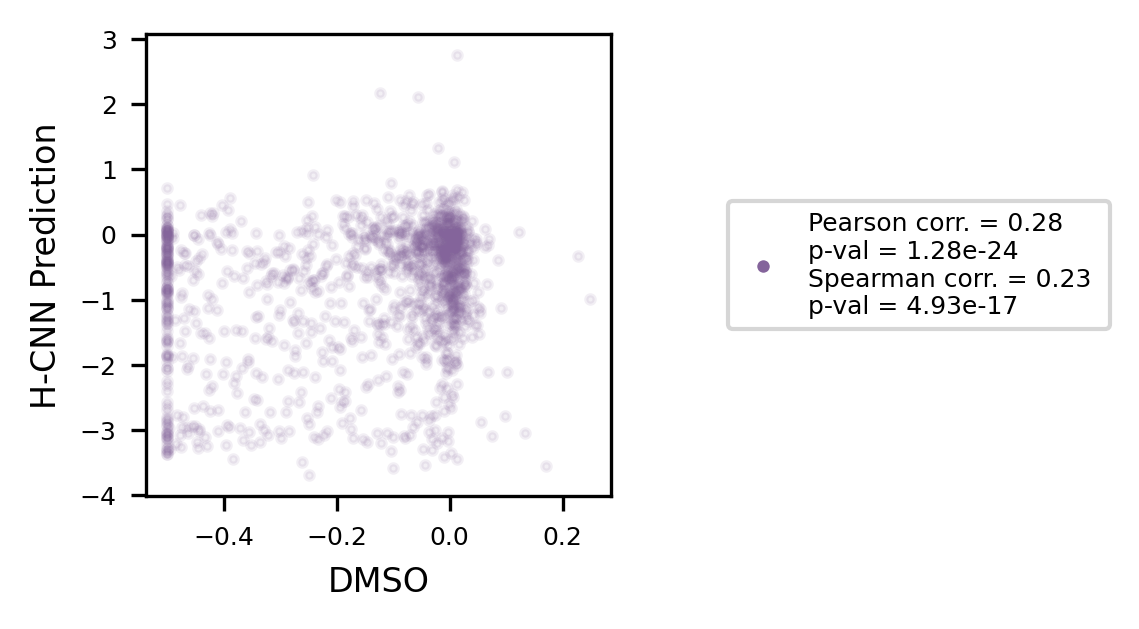 3
2
1
0
−1
−2
−3
−4
H-CNN Prediction
−0.4
−0.2
0.0
0.2
DMSO
Pearson corr. = 0.28
p-val = 1.28e-24
Spearman corr. = 0.23
p-val = 4.93e-17